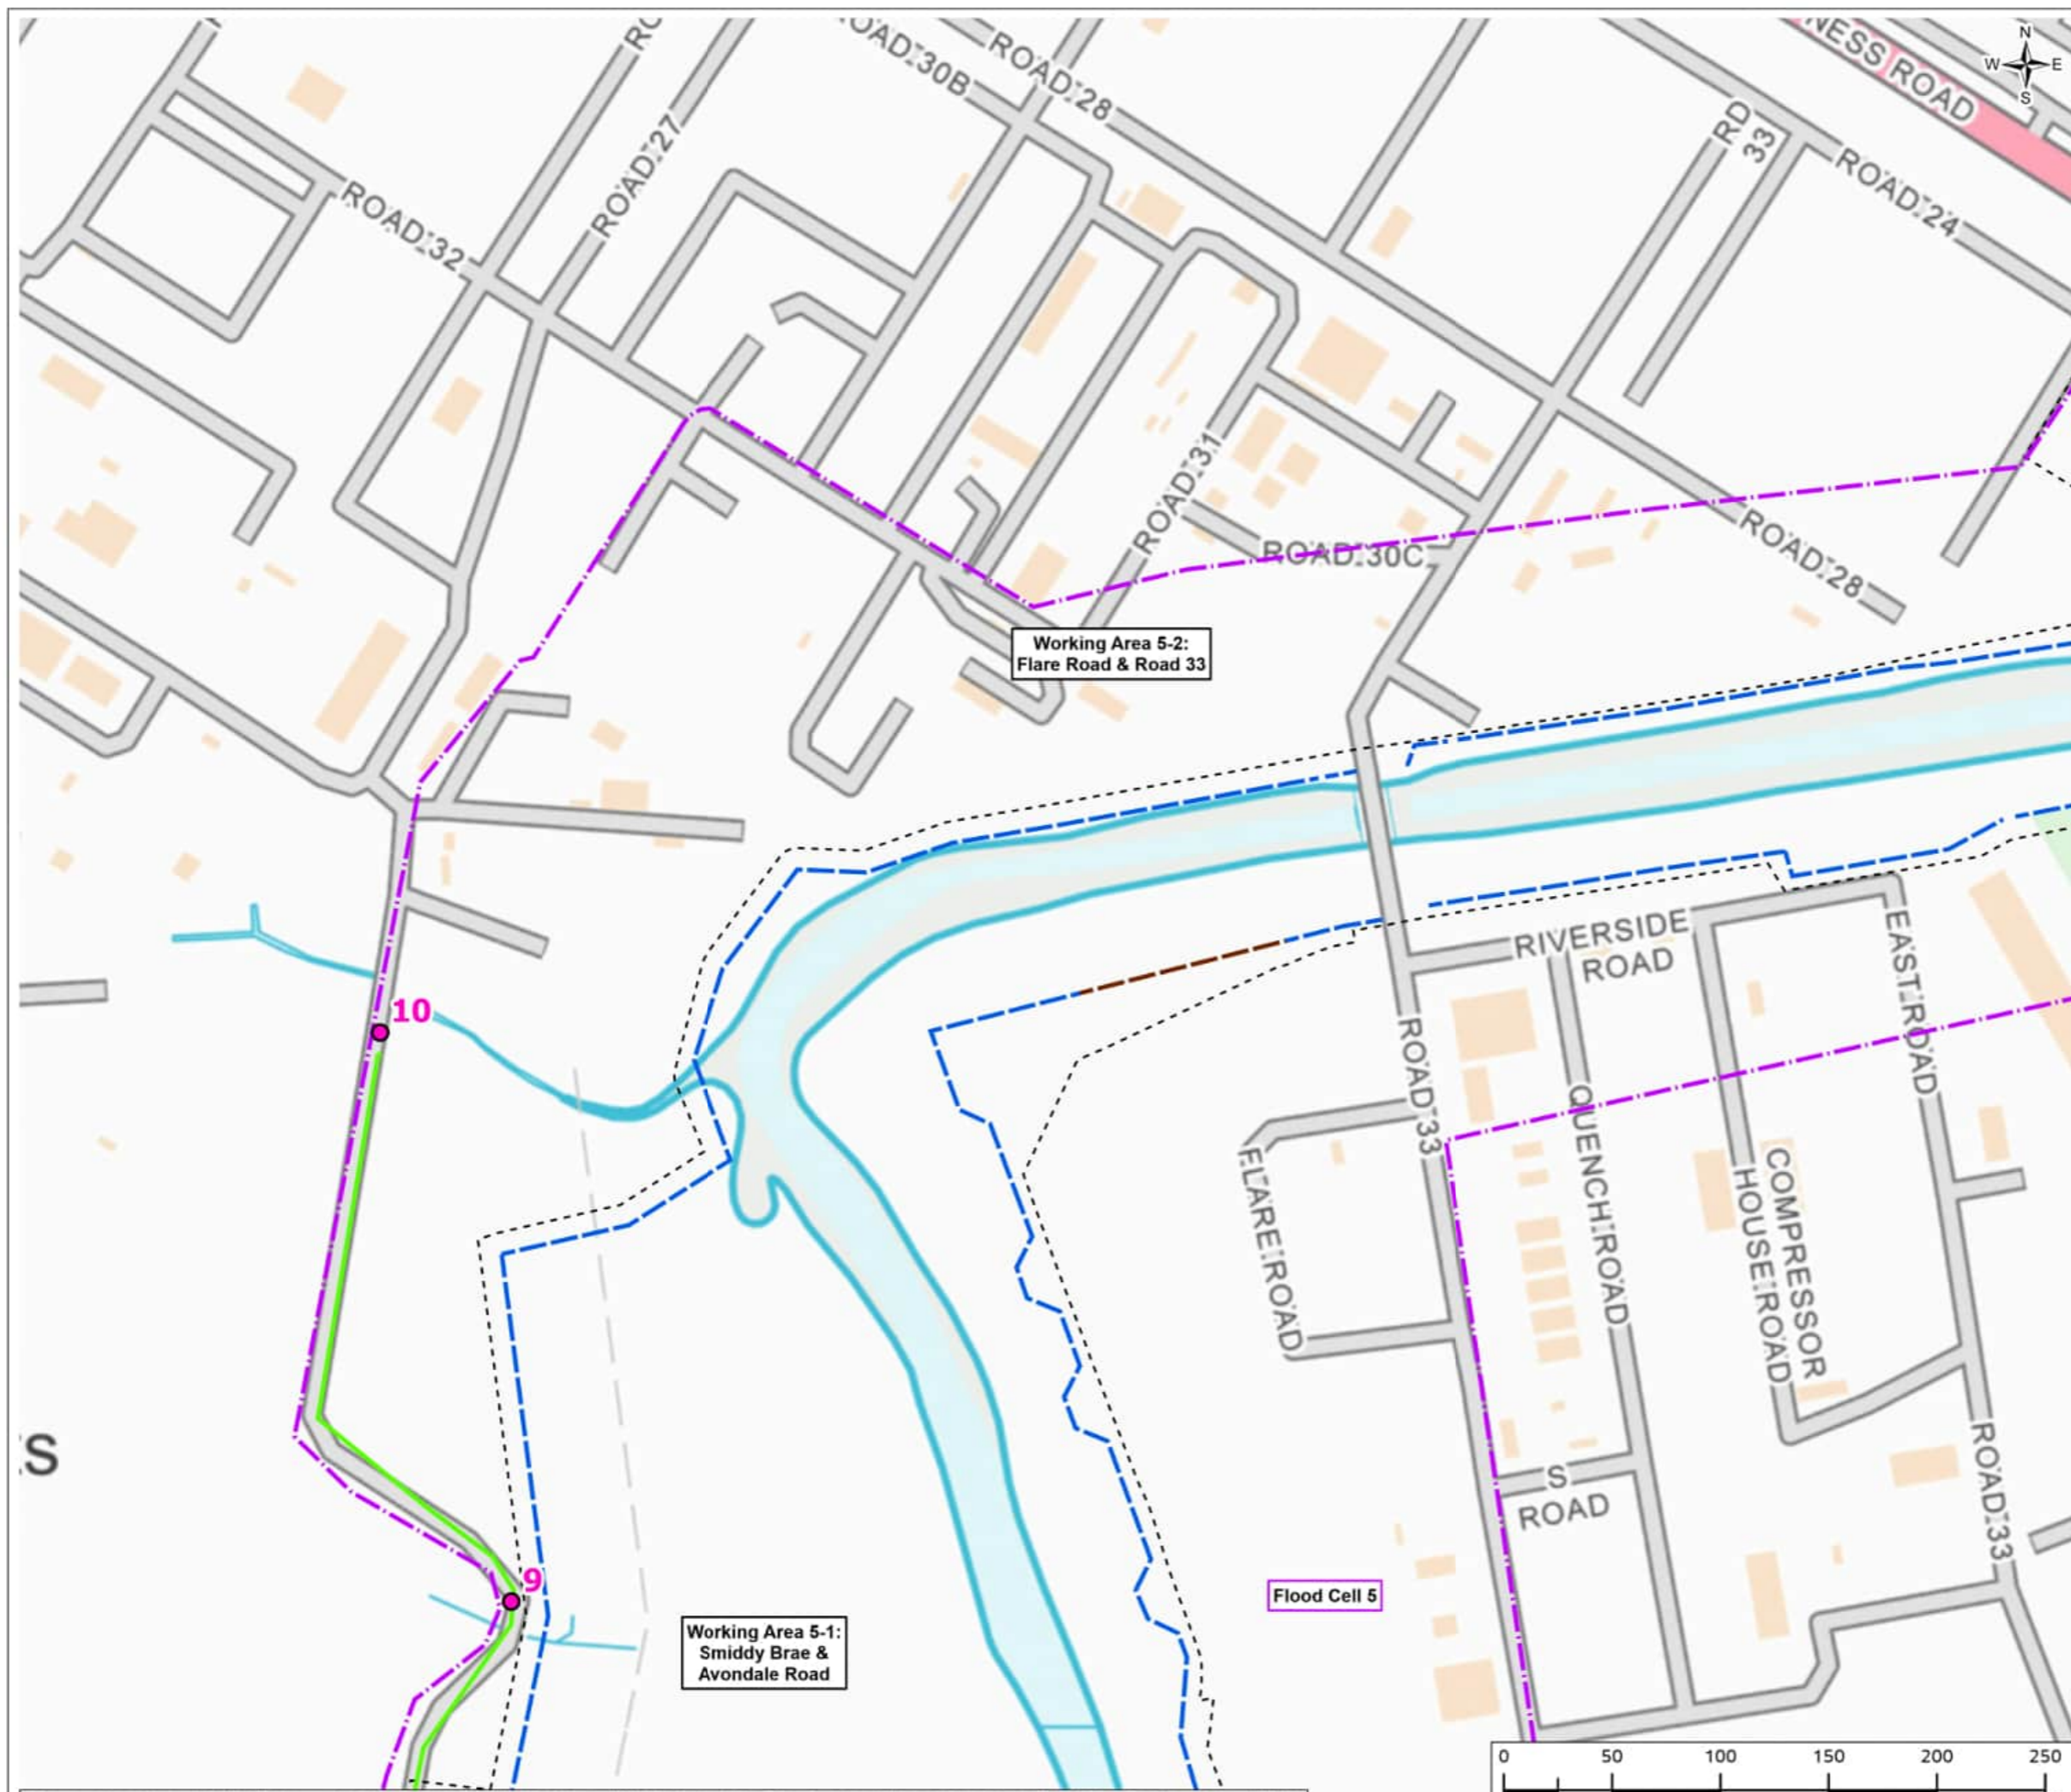 RO
ROAD 30B
ROAD 28
NESS ROAD
N
W E
S
RD
33
ROAD 27
ROAD 32
ROAD 24
ROAD 31
ROAD 30C
ROAD 28
Working Area 5-2:
Flare Road & Road 33
RIVERSIDE
ROAD
EAST ROAD
10
ROAD 33
QUENCH ROAD
FLARE ROAD
COMPRESSOR
HOUSE ROAD
S
S
ROAD
ROAD 33
9
Flood Cell 5
Working Area 5-1:
Smiddy Brae &
Avondale Road
0 50 100 150 200 250